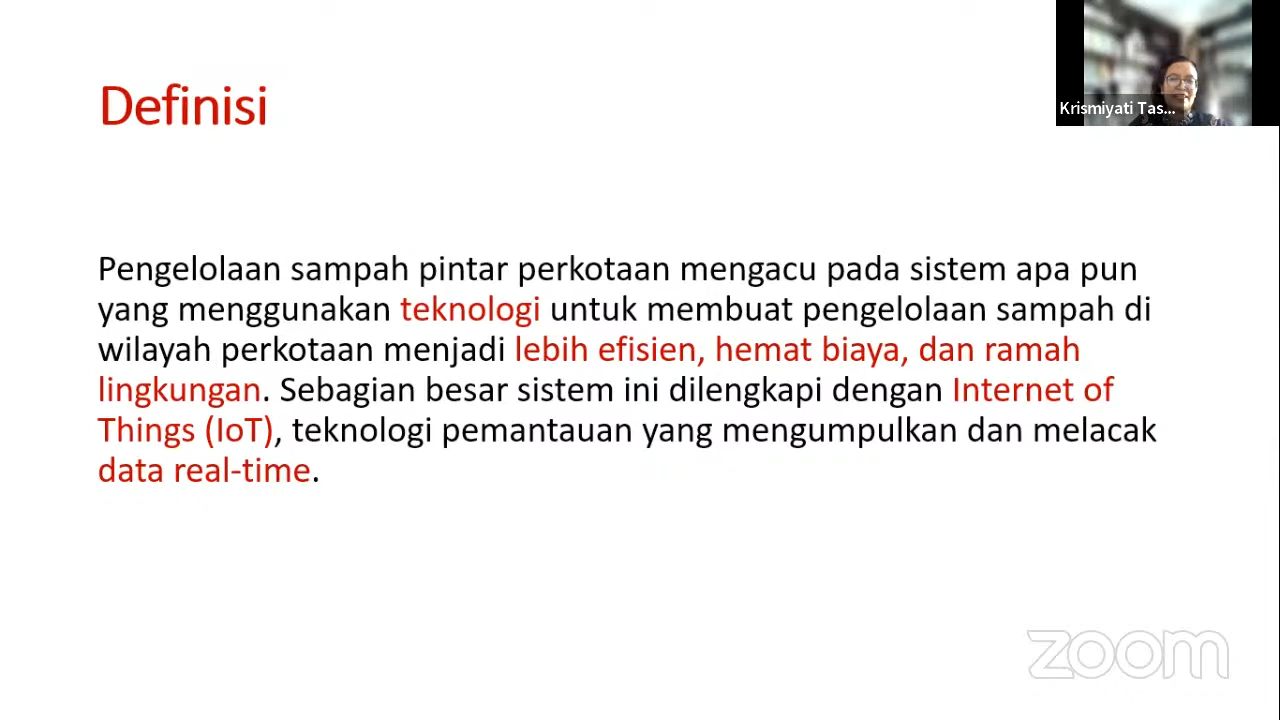 Definisi
Krismiyati Tas...
Pengelolaan sampah pintar perkotaan mengacu pada sistem apa pun
yang menggunakan teknologi untuk membuat pengelolaan sampah di
wilayah perkotaan menjadi lebih efisien, hemat biaya, dan ramah
lingkungan. Sebagian besar sistem ini dilengkapi dengan Internet of
Things (IoT), teknologi pemantauan yang mengumpulkan dan melacak
data real-time.
zoom